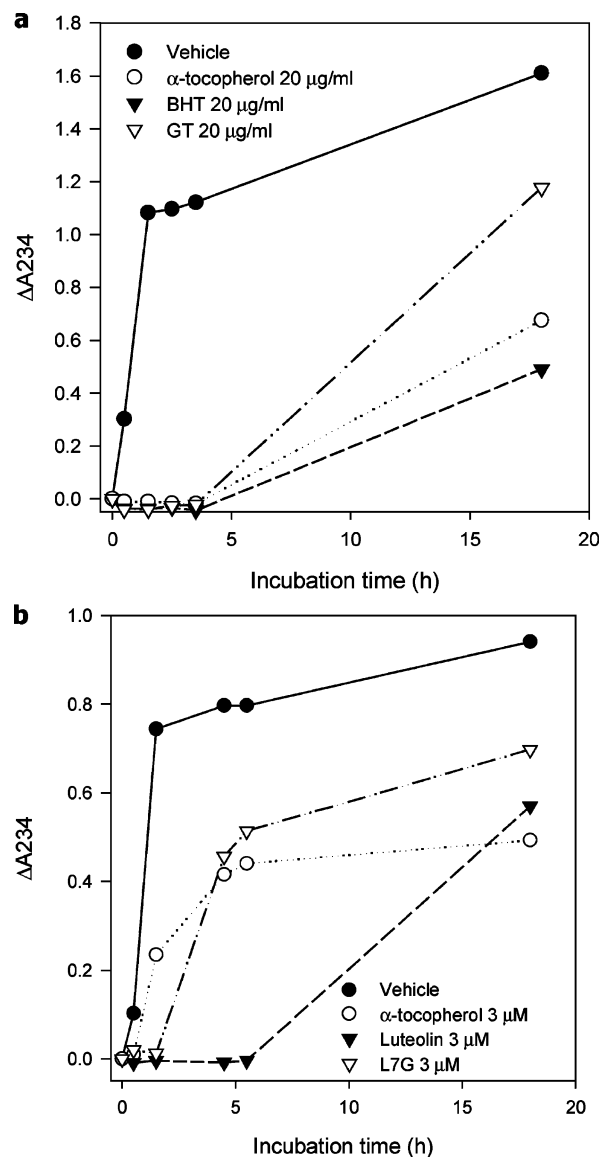 a
1.8
1.6
1.4
1.2
1.0
0.8
0.6
0.4
0.2
0.0
ΔA234
Vehicle
α-tocopherol 20 μg/ml
BHT 20 μg/ml
GT 20 μg/ml
0 5 10 15 20
Incubation time (h)
b
1.0
0.8
0.6
0.4
0.2
0.0
ΔA234
Vehicle
α-tocopherol 3 μM
Luteolin 3 μM
L7G 3 μM
0 5 10 15 20
Incubation time (h)